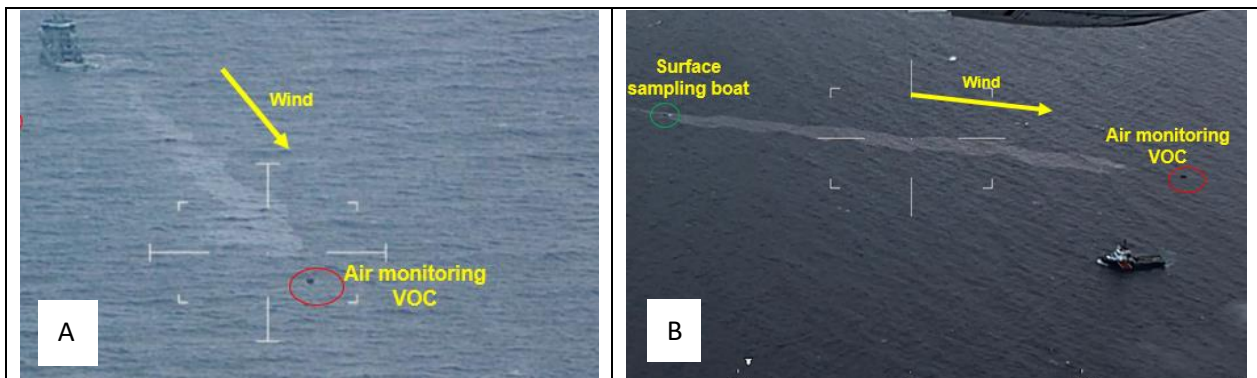 Wind
Air monitoring
VOC
A
Surface
sampling boat
Wind
Air monitoring
VOC
B